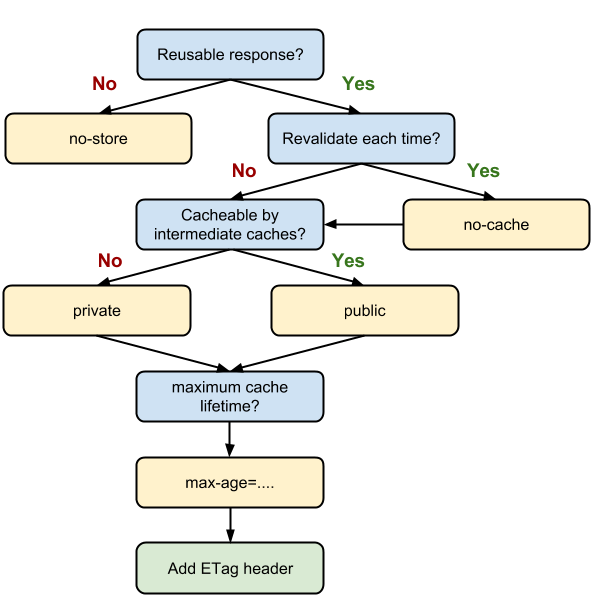 Reusable response?
No
Yes
no-store
Revalidate each time?
No
Yes
Cacheable by
intermediate caches?
no-cache
No
Yes
private
public
maximum cache
lifetime?
max-age=....
Add ETag header